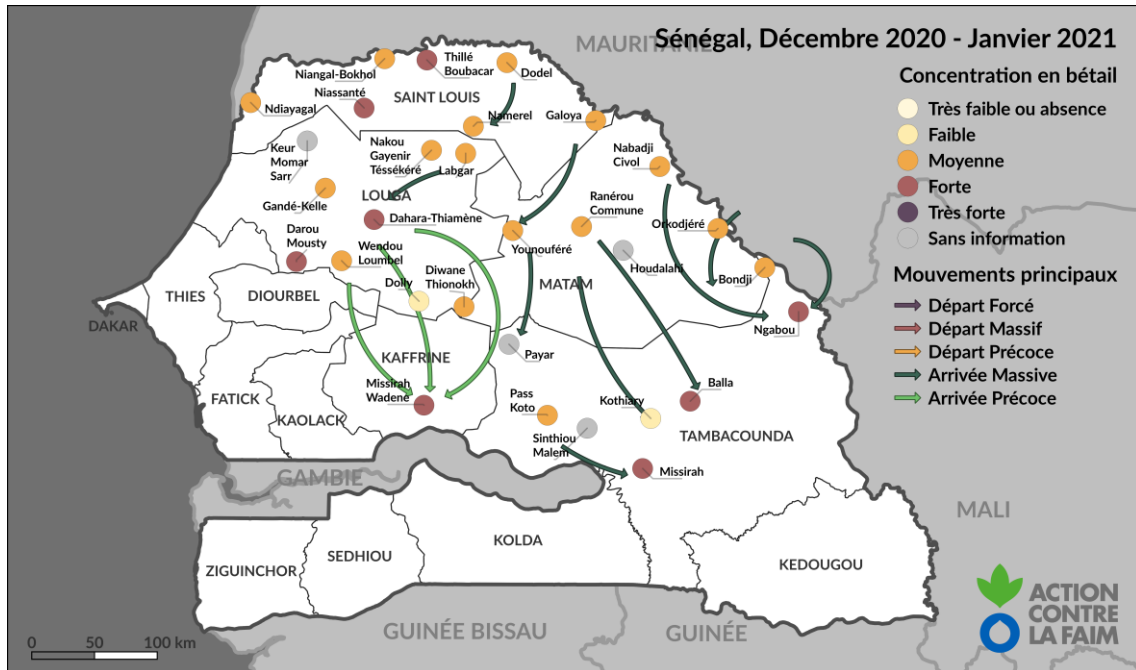 Sénégal, Décembre 2020 - Janvier 2021
MAURITANIE
Concentration en bétail
Très faible ou absence
Faible
Moyenne
Forte
Très forte
Sans information
Mouvements principaux
Départ Forcé
Départ Massif
Départ Précoce
Arrivée Massive
Arrivée Précoce
Niangal-Bokhol
Thillé
Boubacar
Dodel
Niassanté
SAINT LOUIS
Ndiayagal
Namerel
Galoya
Keur
Momar
Sarr
Nakou
Gayenir
Téssékéré
Labgar
Nabadji
Civol
LOUGA
Gandé-Kelle
Ranérou
Commune
Dahara-Thiamène
Orkodjéré
Darou
Mousty
Wendou
Loumbel
Younouféré
Houdalahi
Bondji
Dolly
Diwane
Thionokh
MATAM
THIES
DIOURBEL
DAKAR
Ngabou
KAFFRINE
Payar
Missirah
Wadene
Balla
FATICK
KAOLACK
Pass
Koto
Kothiary
Sinthiou
Malem
TAMBACOUNDA
Missirah
GAMBIE
MALI
KOLDA
SEDHIOU
ZIGUINCHOR
KEDOUGOU
GUINÉE BISSAU
GUINÉE
0 50 100 km
ACTION
CONTRE
LA FAIM